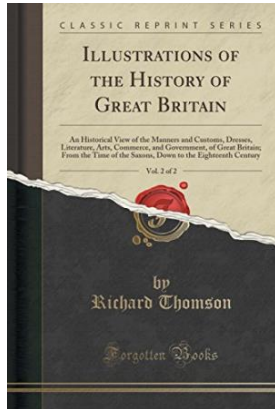 CLASSIC REPRINT SERIES
ILLUSTRATIONS OF
THE HISTORY OF
GREAT BRITAIN
An Historical View of the Manners and Customs, Dresses,
Literature, Arts, Commerce, and Government, of Great Britain;
From the Time of the Saxons, Down to the Eighteenth Century
Vol. 2 of 2
by
Richard Thomson
Forgotten Books